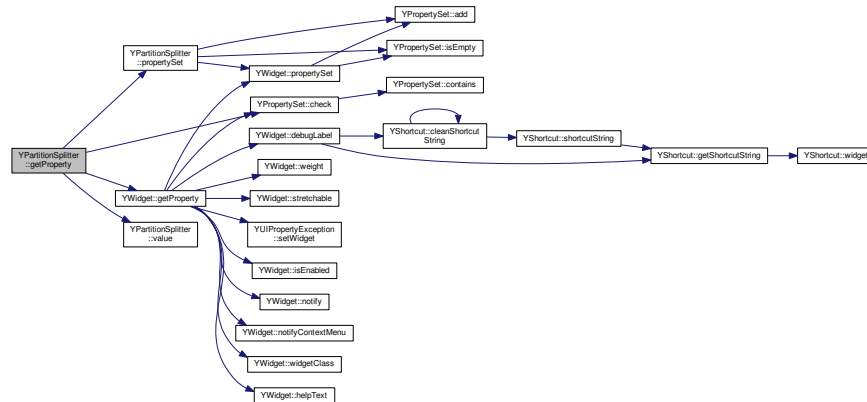 YPartitionSplitter
::getProperty
YPartitionSplitter
::propertySet
YWidget::getProperty
YPartitionSplitter
::value
YPropertySet::add
YPropertySet::isEmpty
YWidget::propertySet
YPropertySet::check
YPropertySet::contains
YWidget::debugLabel
YShortcut::cleanShortcut
String
YShortcut::shortcutString
YShortcut::getShortcutString
YShortcut::widget
YWidget::weight
YWidget::stretchable
YUIPropertyException
::setWidget
YWidget::isEnabled
YWidget::notify
YWidget::notifyContextMenu
YWidget::widgetClass
YWidget::helpText